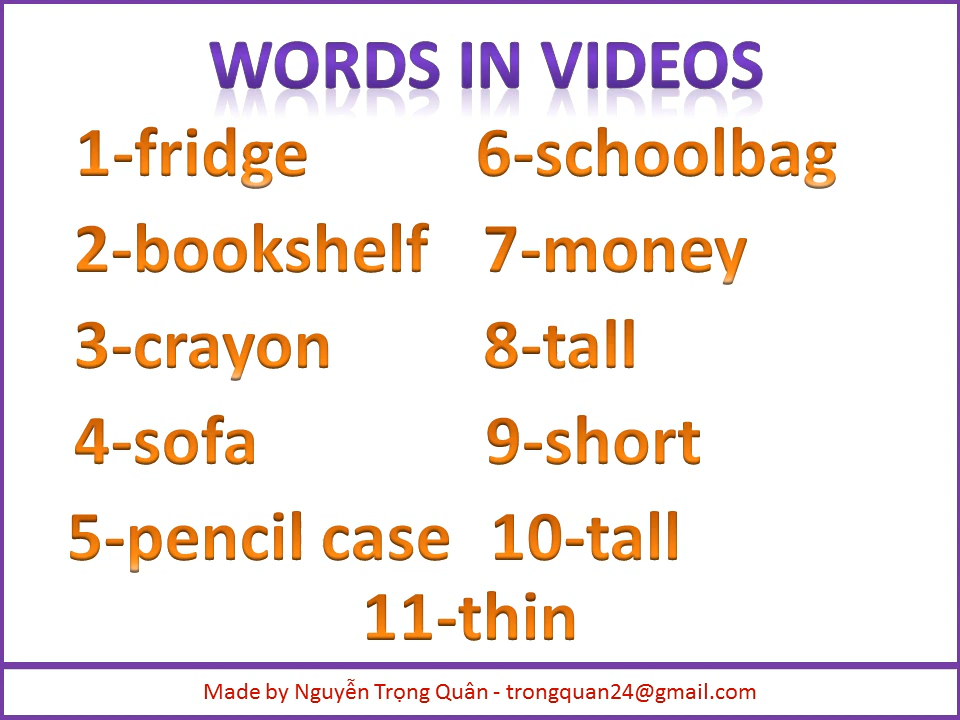 WORDS IN VIDEOS
1-fridge 6-schoolbag
2-bookshelf 7-money
3-crayon 8-tall
4-sofa 9-short
5-pencil case 10-tall
11-thin
Made by Nguyễn Trọng Quân - trongquan24@gmail.com